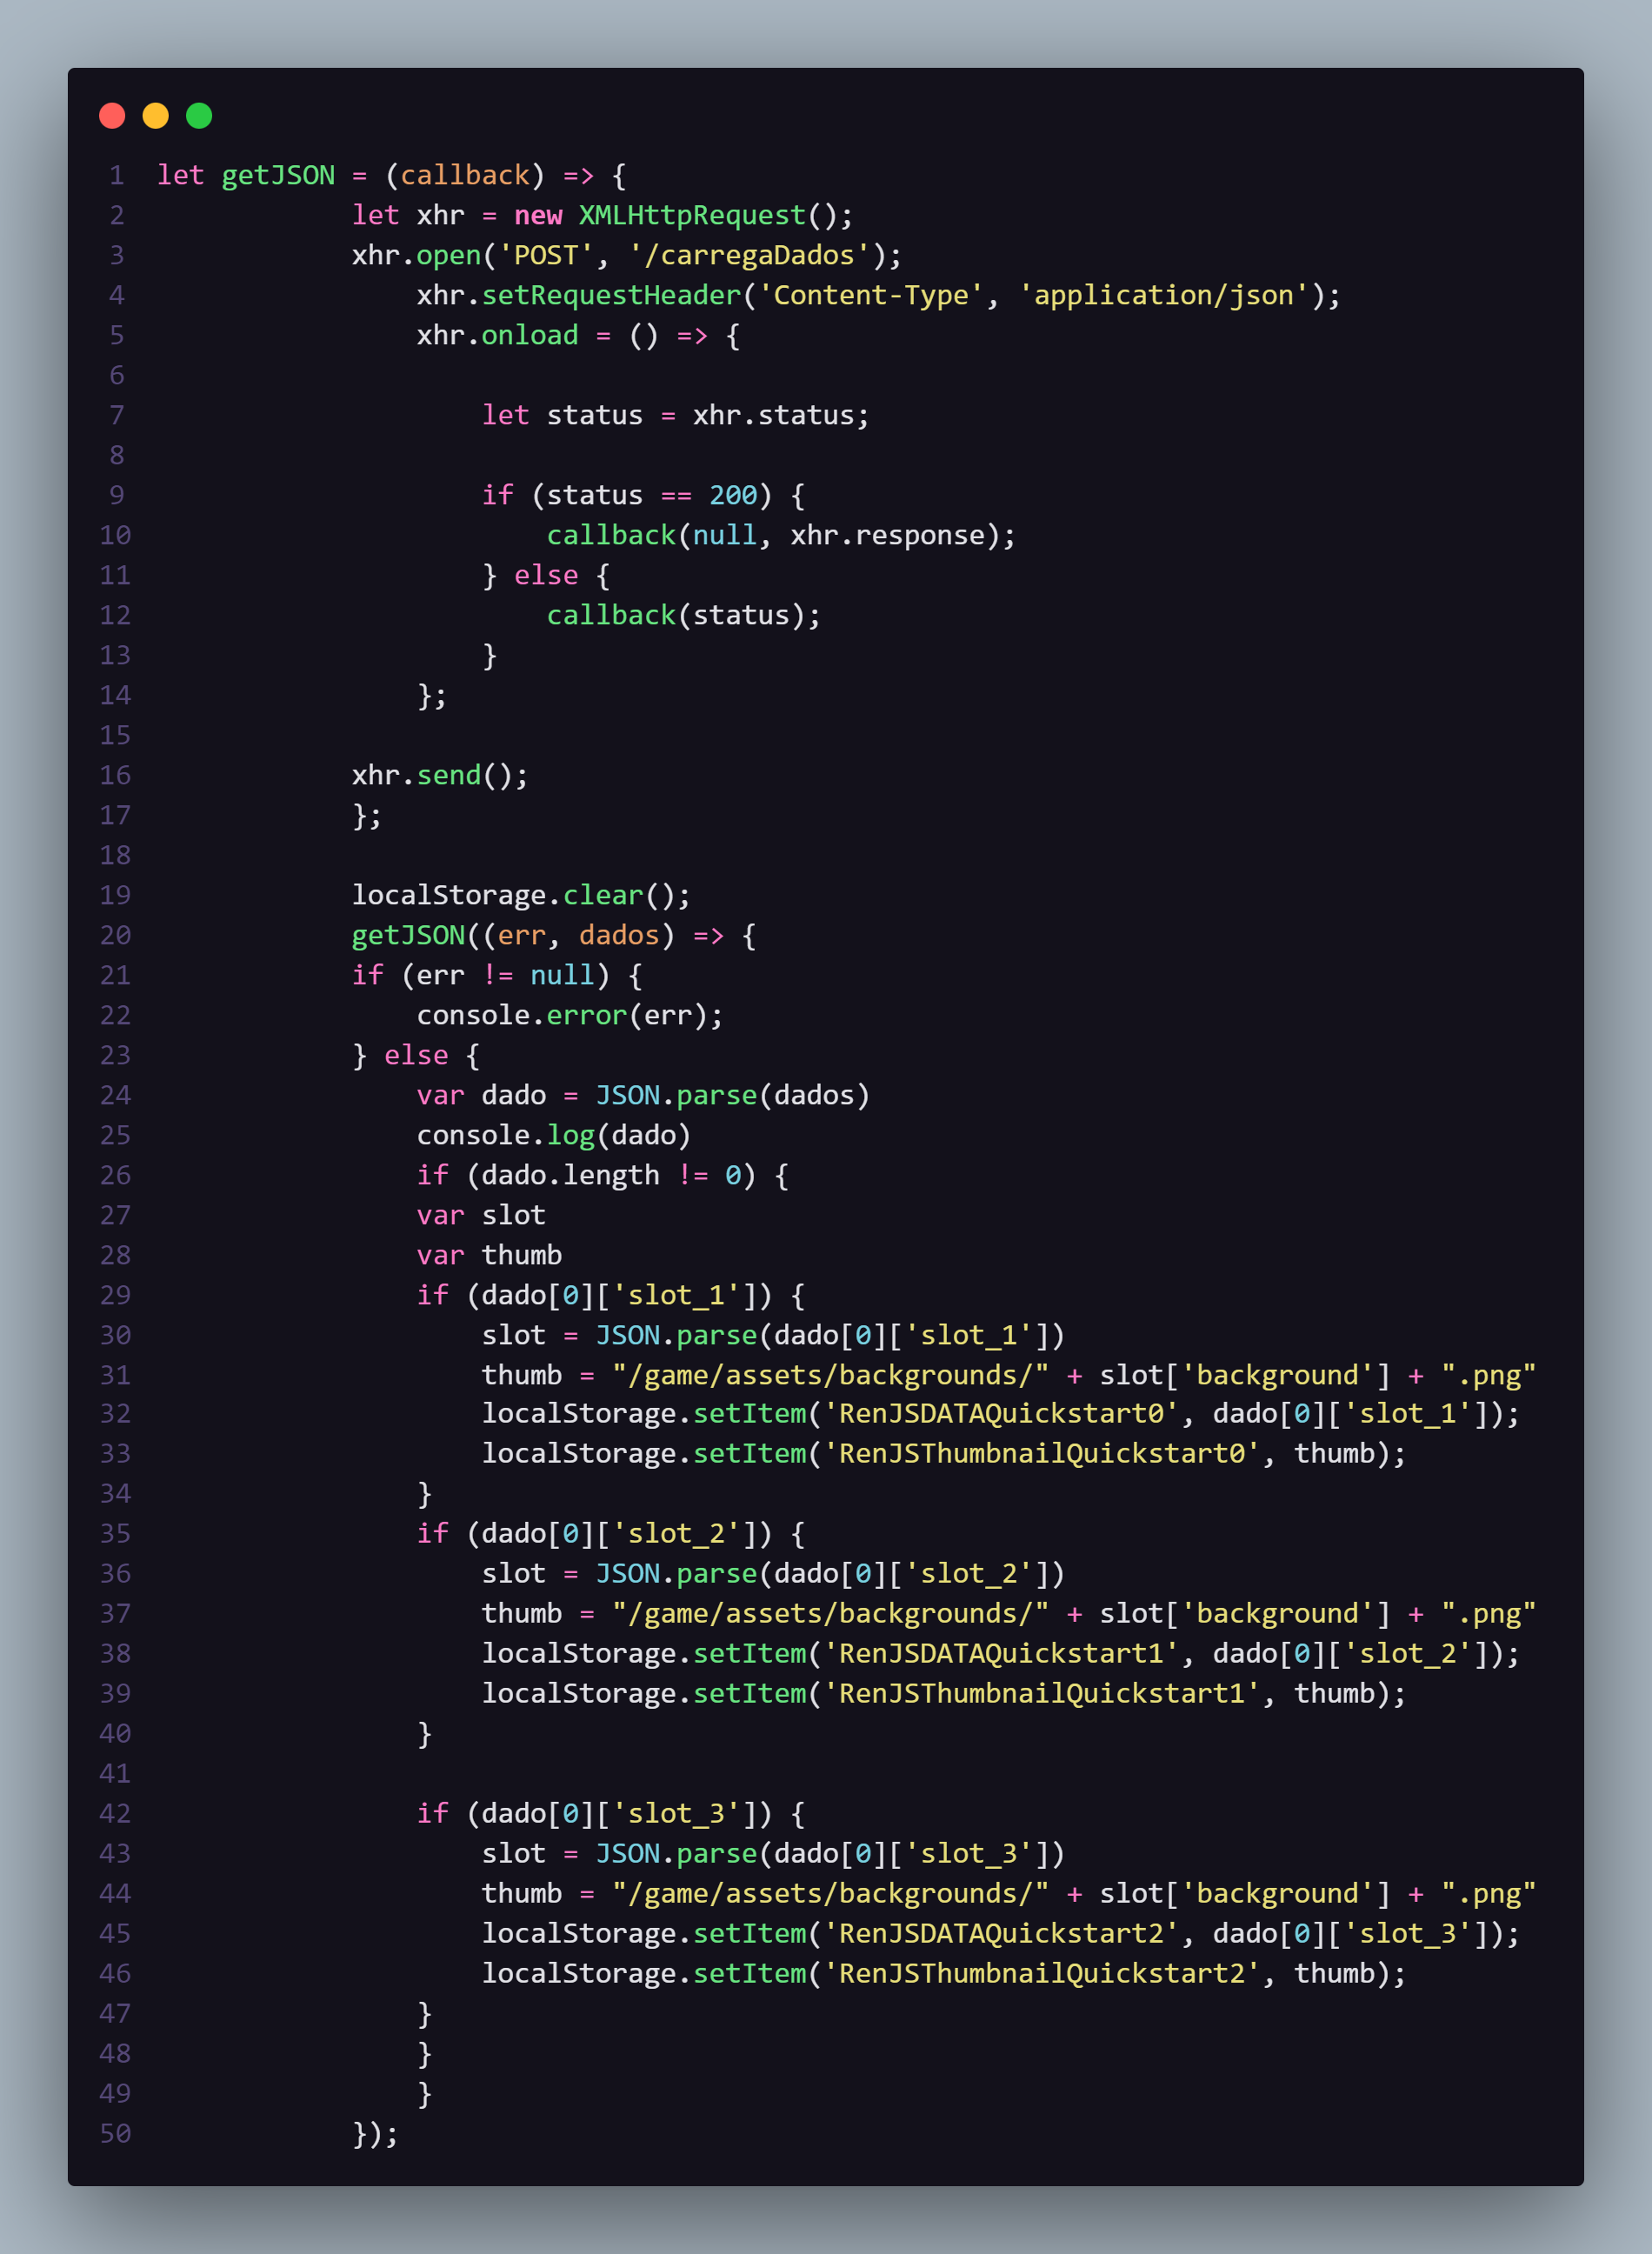 1 let getJSON = (callback) => {
2 let xhr = new XMLHttpRequest();
3 xhr.open('POST', '/carregaDados');
4 xhr.setRequestHeader('Content-Type', 'application/json');
5 xhr.onload = () => {
6
7 let status = xhr.status;
8
9 if (status == 200) {
10 callback(null, xhr.response);
11 } else {
12 callback(status);
13 }
14 };
15
16 xhr.send();
17 };
18
19 localStorage.clear();
20 getJSON((err, dados) => {
21 if (err != null) {
22 console.error(err);
23 } else {
24 var dado = JSON.parse(dados)
25 console.log(dado)
26 if (dado.length != 0) {
27 var slot
28 var thumb
29 if (dado[0]['slot_1']) {
30 slot = JSON.parse(dado[0]['slot_1'])
31 thumb = "/game/assets/backgrounds/" + slot['background'] + ".png"
32 localStorage.setItem('RenJSDATAQuickstart0', dado[0]['slot_1']);
33 localStorage.setItem('RenJSThumbnailQuickstart0', thumb);
34 }
35 if (dado[0]['slot_2']) {
36 slot = JSON.parse(dado[0]['slot_2'])
37 thumb = "/game/assets/backgrounds/" + slot['background'] + ".png"
38 localStorage.setItem('RenJSDATAQuickstart1', dado[0]['slot_2']);
39 localStorage.setItem('RenJSThumbnailQuickstart1', thumb);
40 }
41
42 if (dado[0]['slot_3']) {
43 slot = JSON.parse(dado[0]['slot_3'])
44 thumb = "/game/assets/backgrounds/" + slot['background'] + ".png"
45 localStorage.setItem('RenJSDATAQuickstart2', dado[0]['slot_3']);
46 localStorage.setItem('RenJSThumbnailQuickstart2', thumb);
47 }
48 }
49 }
50 });